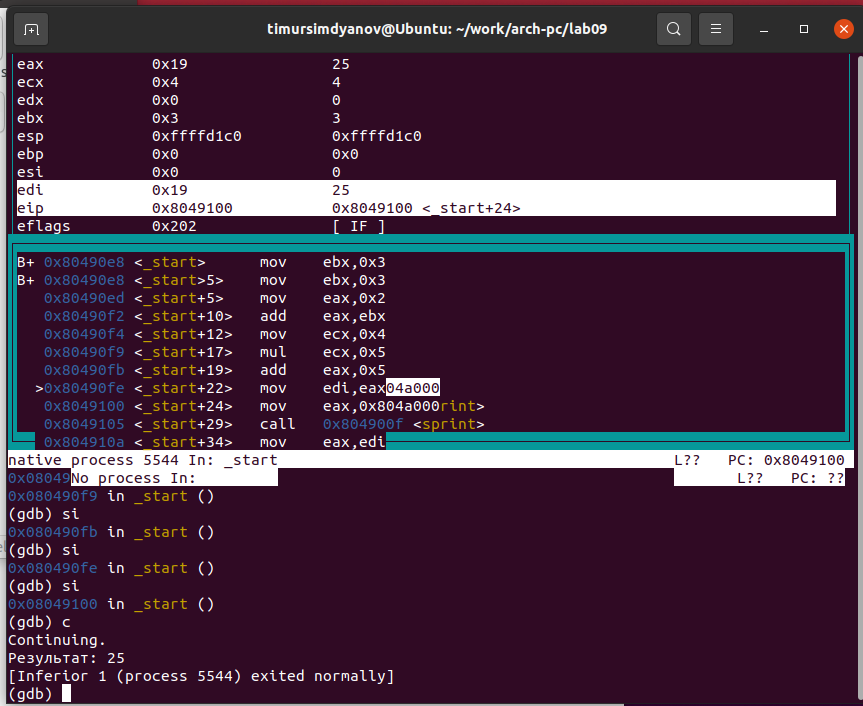 timursimdyanov@Ubuntu: ~/work/arch-pc/lab09
eax 0x19 25
ecx 0x4 4
edx 0x0 0
ebx 0x3 3
esp 0xffffd1c0 0xffffd1c0
ebp 0x0 0x0
esi 0x0 0
edi 0x19 25
eip 0x8049100 0x8049100 <_start+24>
eflags 0x202 [ IF ]
B+ 0x80490e8 <_start> mov ebx,0x3
B+ 0x80490e8 <_start>5> mov ebx,0x3
0x80490ed <_start+5> mov eax,0x2
0x80490f2 <_start+10> add eax,ebx
0x80490f4 <_start+12> mov ecx,0x4
0x80490f9 <_start+17> mul ecx,0x5
0x80490fb <_start+19> add eax,0x5
>0x80490fe <_start+22> mov edi,eax04a000
0x8049100 <_start+24> mov eax,0x804a000rint>
0x8049105 <_start+29> call 0x804900f <sprint>
0x804910a <_start+34> mov eax,edi
native process 5544 In: _start L?? PC: 0x8049100
0x08049No process In: L?? PC: ??
0x080490f9 in _start ()
(gdb) si
0x080490fb in _start ()
(gdb) si
0x080490fe in _start ()
(gdb) si
0x08049100 in _start ()
(gdb) c
Continuing.
Результат: 25
[Inferior 1 (process 5544) exited normally]
(gdb)